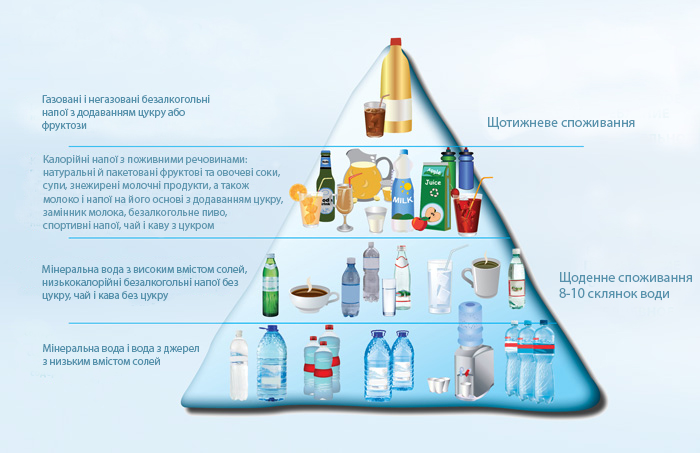 Газовані і негазовані безалкогольні
напої з додаванням цукру або
фруктози
Щотижневе споживання
Калорійні напої з поживними речовинами:
натуральні й пакетовані фруктові та овочеві соки,
супи, знежирені молочні продукти, а також
молоко і напої на його основі з додаванням цукру,
замінник молока, безалкогольне пиво,
спортивні напої, чай і каву з цукром
MILK
Apple
Juice
Мінеральна вода з високим вмістом солей,
низькокалорійні безалкогольні напої без
цукру, чай і кава без цукру
Щоденне споживання
8-10 склянок води
Мінеральна вода і вода з джерел
з низьким вмістом солей